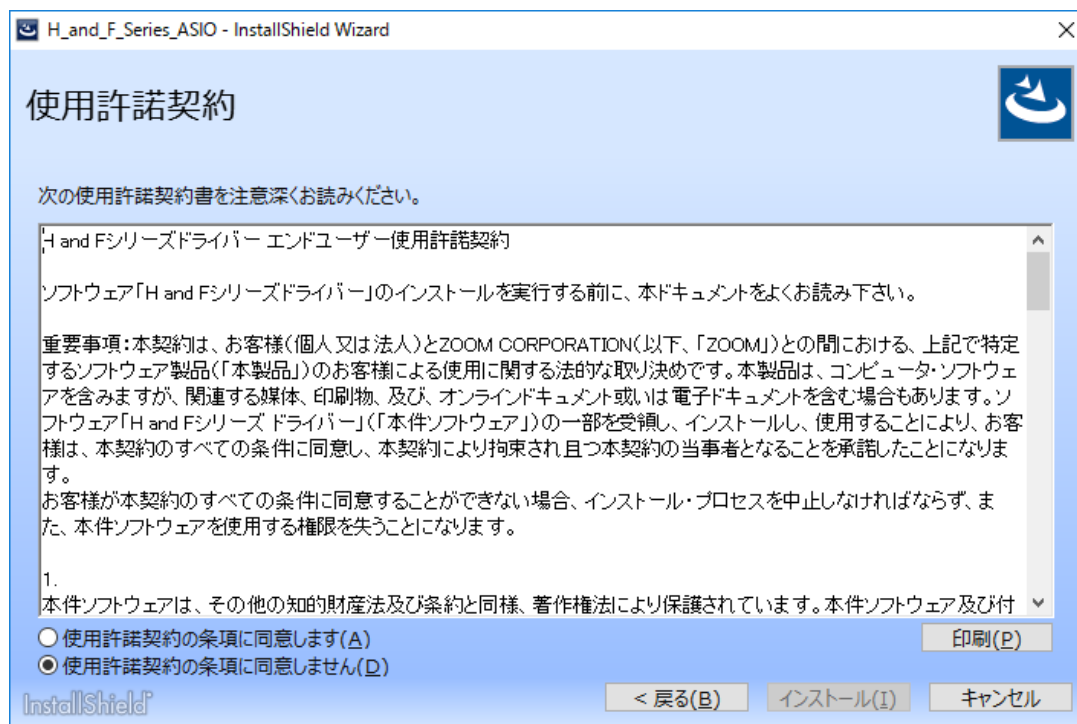 H_and_F_Series_ASIO - InstallShield Wizard
使用許諾契約
次の使用許諾契約書を注意深くお読みください。
H and Fシリーズドライバー エンドユーザー使用許諾契約
ソフトウェア「H and Fシリーズドライバー」のインストールを実行する前に、本ドキュメントをよくお読み下さい。
重要事項:本契約は、お客様(個人又は法人)とZOOM CORPORATION(以下、「ZOOM」)との間における、上記で特定
するソフトウェア製品(「本製品」)のお客様による使用に関する法的な取り決めです。本製品は、コンピュータ・ソフトウェ
アを含みますが、関連する媒体、印刷物、及び、オンラインドキュメント或いは電子ドキュメントを含む場合もあります。ソ
フトウェア「H and Fシリーズ ドライバー」(「本件ソフトウェア」)の一部を受領し、インストールし、使用することにより、お客
様は、本契約のすべての条件に同意し、本契約により拘束され且つ本契約の当事者となることを承諾したことになりま
す。
お客様が本契約のすべての条件に同意することができない場合、インストール・プロセスを中止しなければならず、ま
た、本件ソフトウェアを使用する権限を失うことになります。
1.
本件ソフトウェアは、その他の知的財産法及び条約と同様、著作権法により保護されています。本件ソフトウェア及び付
使用許諾契約の条項に同意します(A)
印刷(P)
使用許諾契約の条項に同意しません(D)
InstallShield
< 戻る(B)
インストール(I)
キャンセル